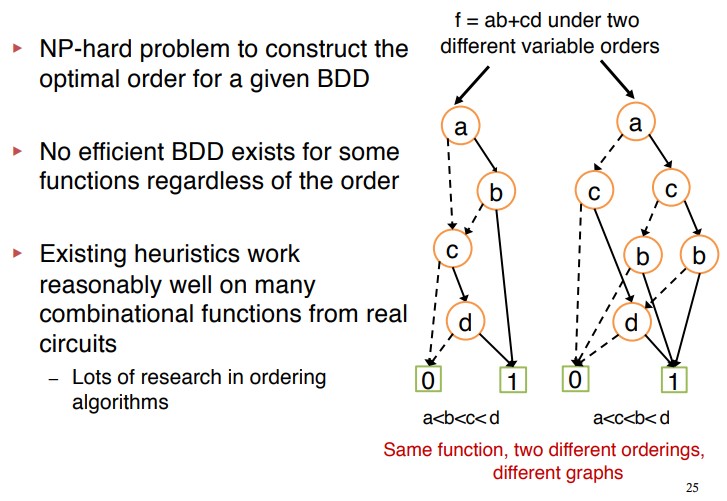 ▸ NP-hard problem to construct the
optimal order for a given BDD
▸ No efficient BDD exists for some
functions regardless of the order
▸ Existing heuristics work
reasonably well on many
combinational functions from real
circuits
– Lots of research in ordering
algorithms
f = ab+cd under two
different variable orders
a
b
c
d
0 1
a<b<c< d
a
c c
b b
d
0 1
a<c<b< d
Same function, two different orderings,
different graphs
25